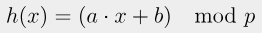 h(x) = (a · x + b) mod p